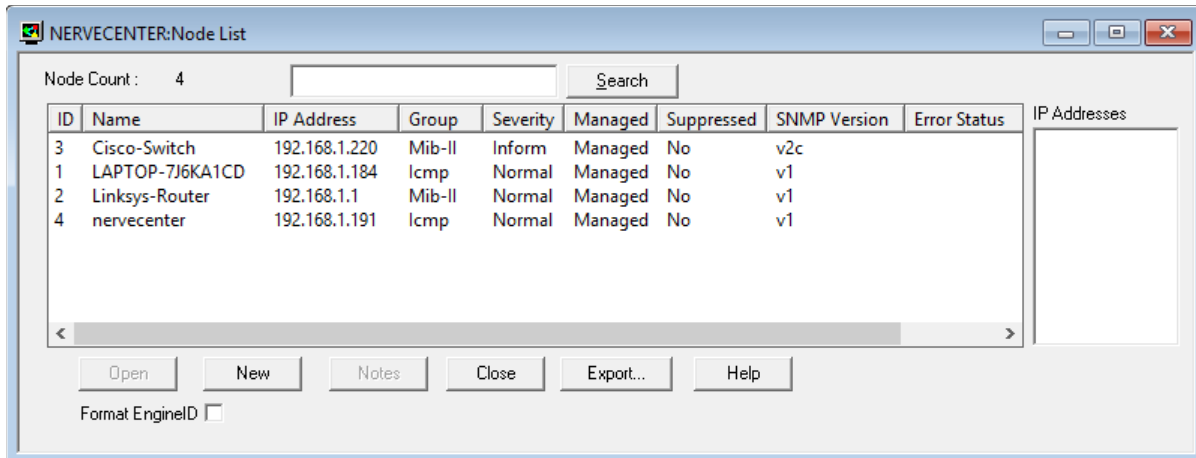 NERVECENTER:Node List
Node Count : 4 Search
ID Name IP Address Group Severity Managed Suppressed SNMP Version Error Status IP Addresses
3 Cisco-Switch 192.168.1.220 Mib-II Inform Managed No v2c
1 LAPTOP-7J6KA1CD 192.168.1.184 Icmp Normal Managed No v1
2 Linksys-Router 192.168.1.1 Mib-II Normal Managed No v1
4 nervecenter 192.168.1.191 Icmp Normal Managed No v1
Open New Notes Close Export... Help
Format EngineID